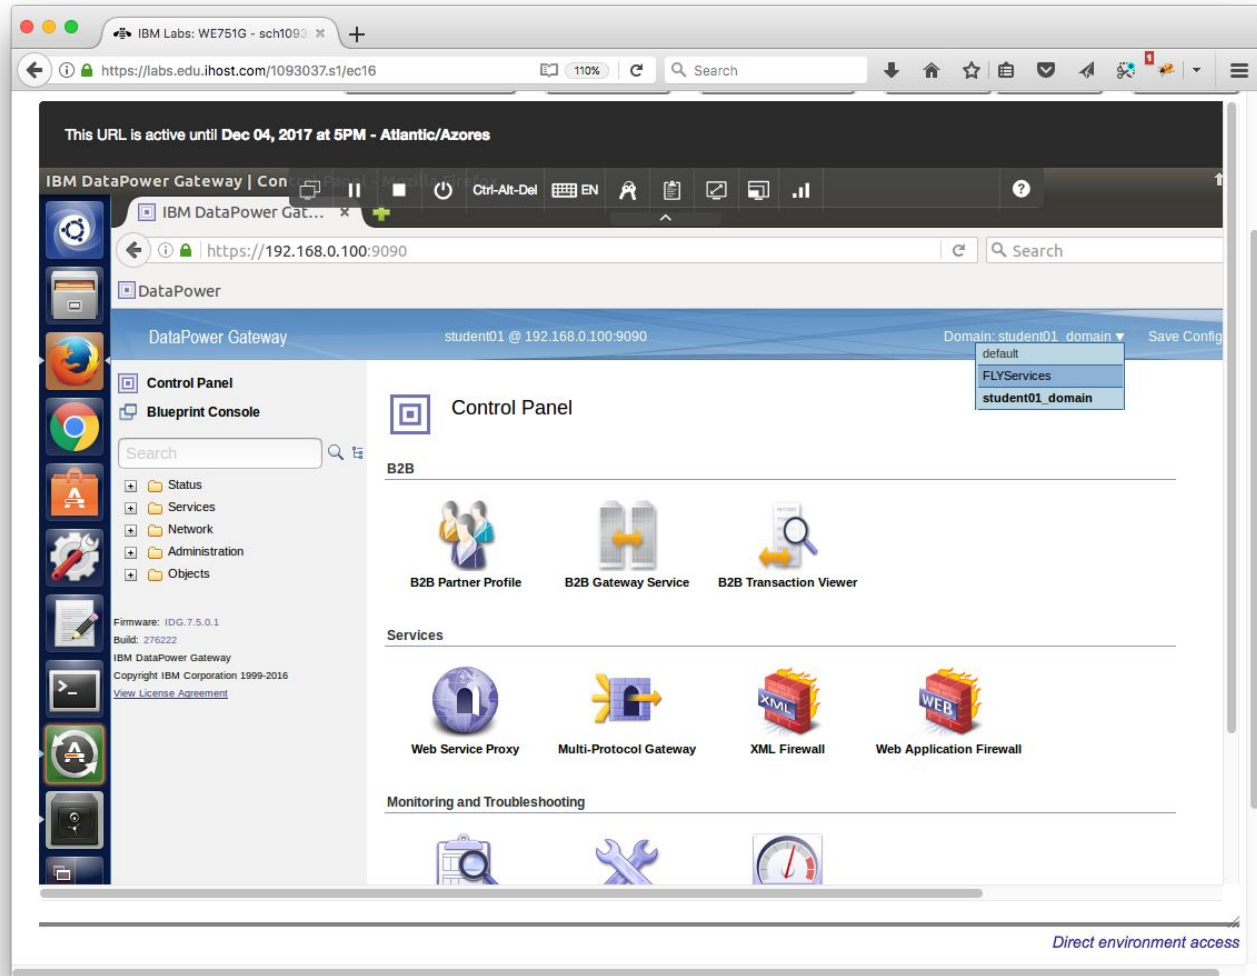 IBM Labs: WE751G - sch1093
https://labs.edu.ihost.com/1093037.s1/ec16
110%
Search
1
This URL is active until Dec 04, 2017 at 5PM - Atlantic/Azores
IBM DataPower Gateway | Con
Ctrl-Alt-Del
EN
?
IBM DataPower Gat...
https://192.168.0.100:9090
Search
DataPower
DataPower Gateway
student01 @ 192.168.0.100:9090
Domain: student01_domain
Save Config
default
FLYServices
student01_domain
Control Panel
Blueprint Console
Search
Status
Services
Network
Administration
Objects
Firmware: IDG.7.5.0.1
Build: 276222
IBM DataPower Gateway
Copyright IBM Corporation 1999-2016
View License Agreement
Control Panel
B2B
B2B Partner Profile
B2B Gateway Service
B2B Transaction Viewer
Services
XML
WEB
Web Service Proxy
Multi-Protocol Gateway
XML Firewall
Web Application Firewall
Monitoring and Troubleshooting
Direct environment access